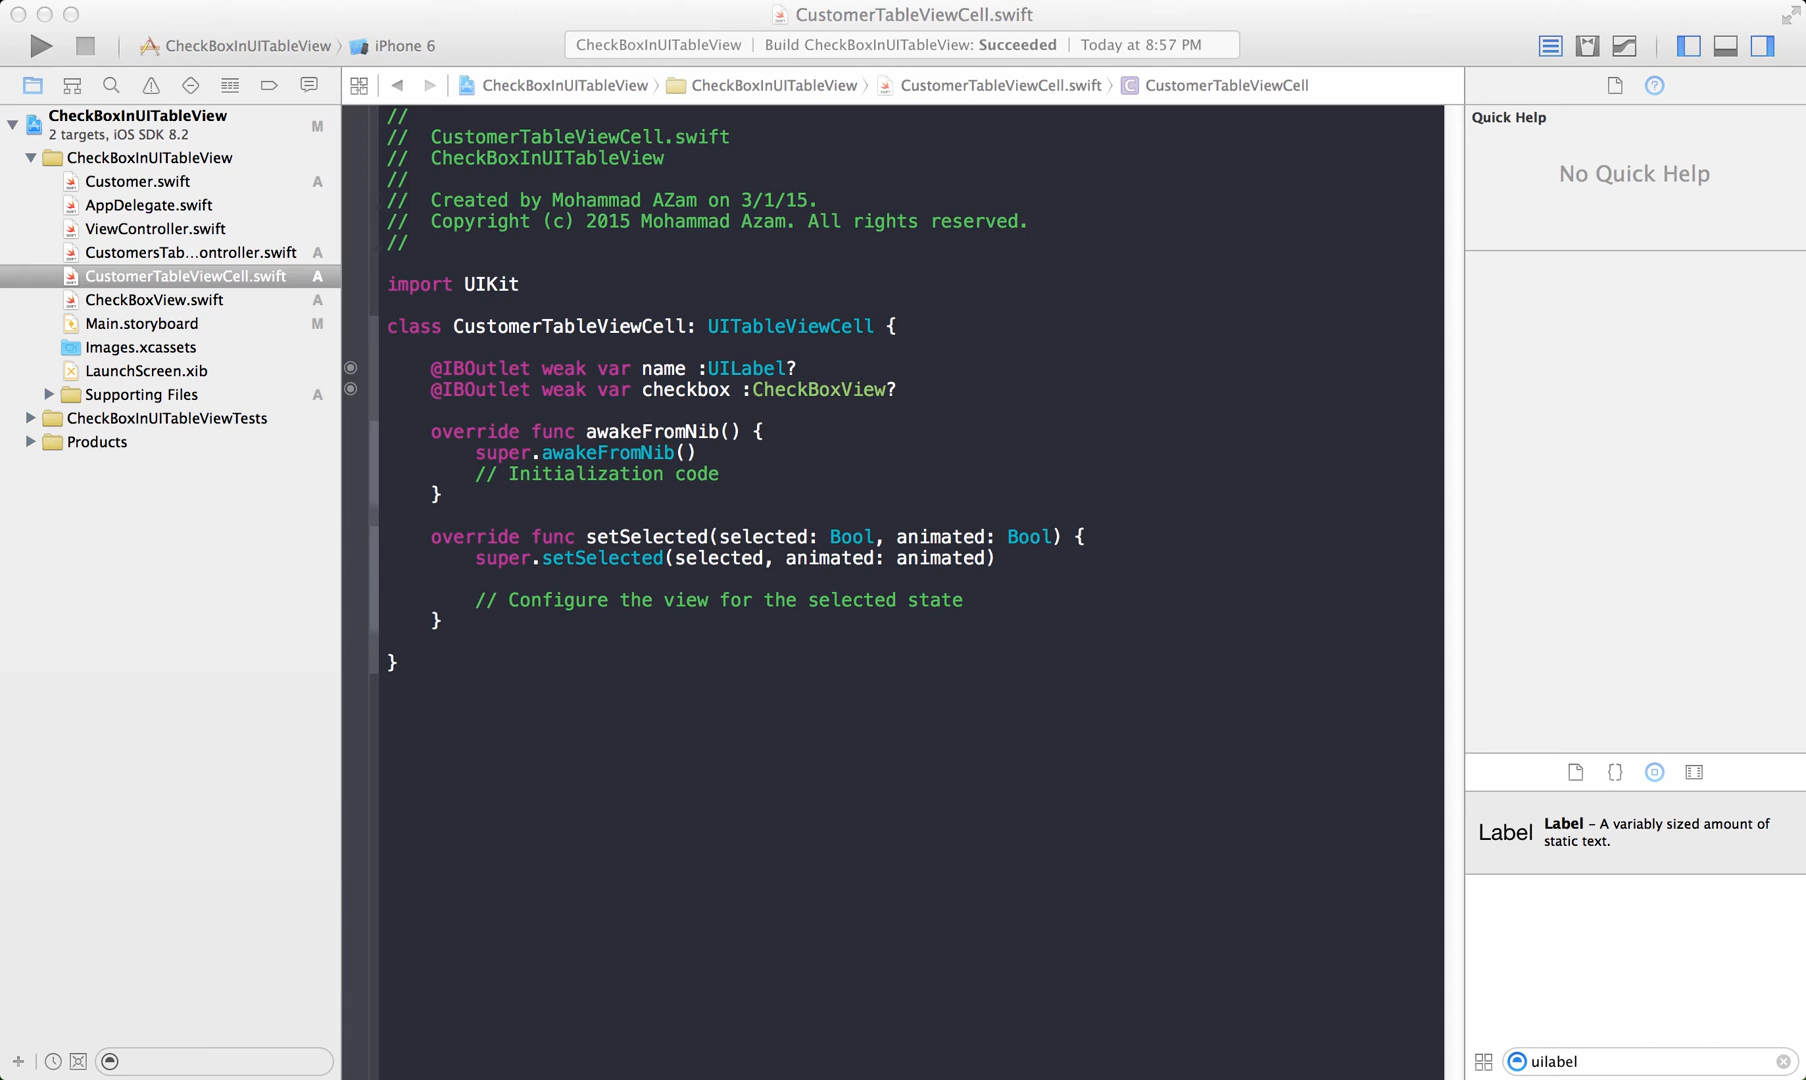 CustomerTableViewCell.swift
CheckBoxInUITableView iPhone 6
CheckBoxInUITableView Build CheckBoxInUITableView: Succeeded Today at 8:57 PM
CheckBoxInUITableView CheckBoxInUITableView CustomerTableViewCell.swift C CustomerTableViewCell
CheckBoxInUITableView M
2 targets, iOS SDK 8.2
CheckBoxInUITableView
Customer.swift A
AppDelegate.swift
ViewController.swift
CustomersTab...ontroller.swift A
CustomerTableViewCell.swift A
CheckBoxView.swift A
Main.storyboard M
Images.xcassets
LaunchScreen.xib
Supporting Files A
CheckBoxInUITableViewTests
Products
//
// CustomerTableViewCell.swift
// CheckBoxInUITableView
//
// Created by Mohammad AZam on 3/1/15.
// Copyright (c) 2015 Mohammad Azam. All rights reserved.
//
import UIKit
class CustomerTableViewCell: UITableViewCell {
@IBOutlet weak var name :UILabel?
@IBOutlet weak var checkbox :CheckBoxView?
override func awakeFromNib() {
super.awakeFromNib()
// Initialization code
}
override func setSelected(selected: Bool, animated: Bool) {
super.setSelected(selected, animated: animated)
// Configure the view for the selected state
}
}
Quick Help
No Quick Help
Label Label – A variably sized amount of
static text.
uilabel